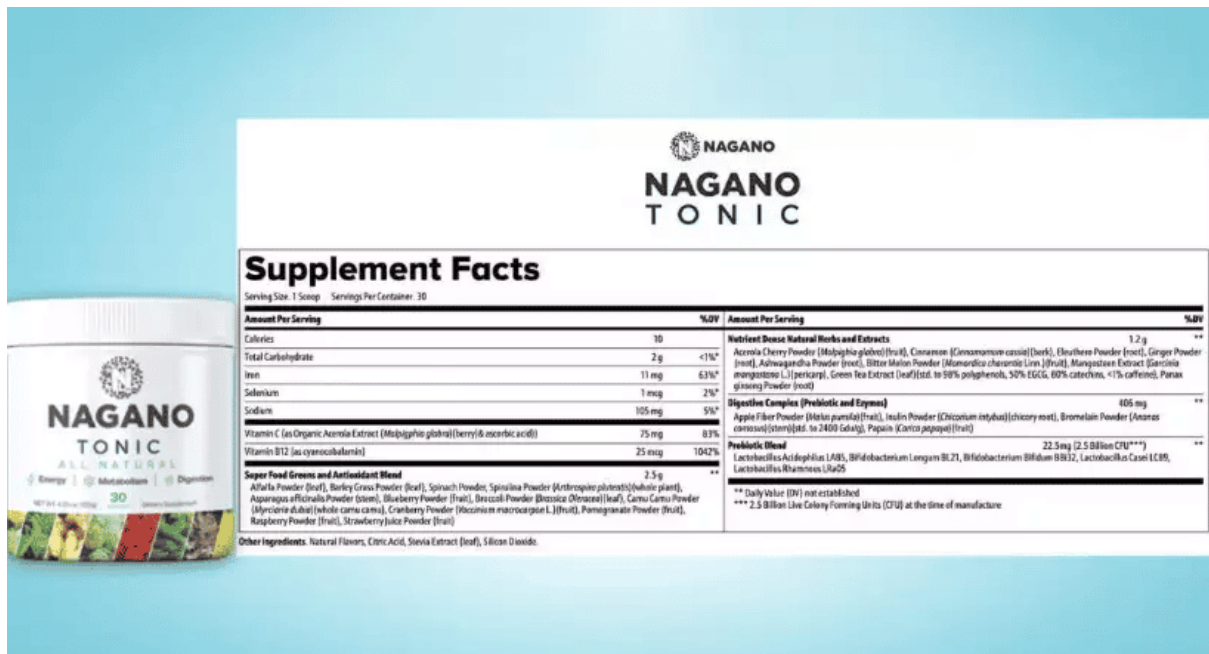 NAGANO
NAGANO
TONIC
Supplement Facts
Serving Size: 1 Scoop Servings Per Container: 30
Amount Per Serving %DV
Calories 10
Total Carbohydrate 2 g <1%*
Iron 11 mg 63%*
Selenium 1 mcg 2%*
Sodium 105 mg 5%*
Vitamin C (as Organic Acerola Extract (Malpighia glabra)(berry) & ascorbic acid)) 75 mg 83%
Vitamin B12 (as cyanocobalamin) 25 mcg 1042%
Super Food Greens and Antioxidant Blend 2.5 g **
Alfalfa Powder (leaf), Barley Grass Powder (leaf), Spinach Powder, Spirulina Powder (Arthrospira platensis)(whole plant),
Asparagus officinalis Powder (stem), Blueberry Powder (fruit), Broccoli Powder (Brassica Oleracea)(leaf), Camu Camu Powder
(Myrciaria dubia)(whole camu camu), Cranberry Powder (Vaccinium macrocarpon L.)(fruit), Pomegranate Powder (fruit),
Raspberry Powder (fruit), Strawberry Juice Powder (fruit)
Amount Per Serving %DV
Nutrient Dense Natural Herbs and Extracts 1.2 g **
Acerola Cherry Powder (Malpighia glabra)(fruit), Cinnamon (Cinnamomum cassia)(bark), Eleuthero Powder (root), Ginger Powder
(root), Ashwagandha Powder (root), Bitter Melon Powder (Momordica charantia Linn.)(fruit), Mangosteen Extract (Garcinia
mangostana L.)(pericarp), Green Tea Extract (leaf)(std. to 98% polyphenols, 50% EGCG, 80% catechins, <1% caffeine), Panax
ginseng Powder (root)
Digestive Complex (Prebiotic and Ezymes) 406 mg **
Apple Fiber Powder (Malus pumila)(fruit), Inulin Powder (Chicorium intybus)(chicory root), Bromelain Powder (Ananas
comosus)(stem)(std. to 2400 Gdu/g), Papain (Carica papaya)(fruit)
Probiotic Blend 22.5mg (2.5 Billion CFU***) **
Lactobacillus Acidophilus LA85, Bifidobacterium Longum BL21, Bifidobacterium Bifidum BBi32, Lactobacillus Casei LC89,
Lactobacillus Rhamnous LRa05
** Daily Value (DV) not established
*** 2.5 Billion Live Colony Forming Units (CFU) at the time of manufacture
Other Ingredients: Natural Flavors, Citric Acid, Stevia Extract (leaf), Silicon Dioxide.
NAGANO
TONIC
ALL NATURAL
Energy | Metabolism | Digestion
30
Dietary Supplement